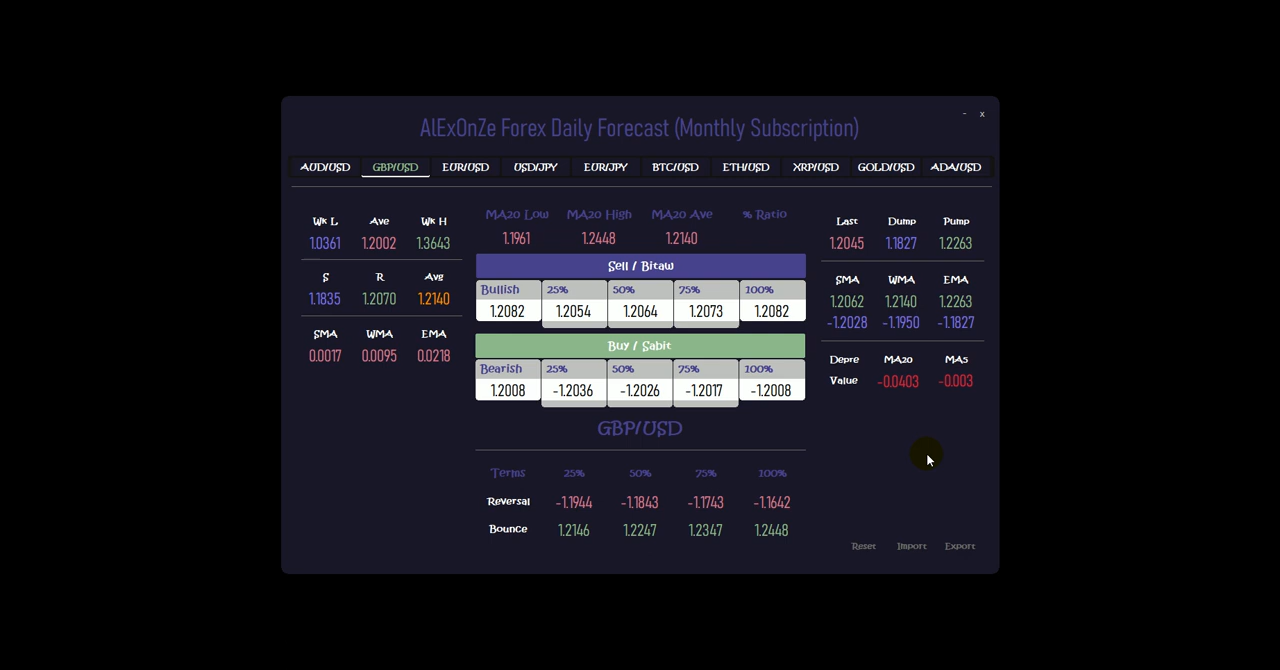 - x
AlExOnZe Forex Daily Forecast (Monthly Subscription)
AUD/USD GBP/USD EUR/USD USD/JPY EUR/JPY BTC/USD ETH/USD XRP/USD GOLD/USD ADA/USD
Wk L Ave Wk H
1.0361 1.2002 1.3643
S R Avg
1.1835 1.2070 1.2140
SMA WMA EMA
0.0017 0.0095 0.0218
MA20 Low MA20 High MA20 Ave % Ratio
1.1961 1.2448 1.2140
Sell / Bitaw
Bullish 25% 50% 75% 100%
1.2082 1.2054 1.2064 1.2073 1.2082
Buy / Sabit
Bearish 25% 50% 75% 100%
1.2008 -1.2036 -1.2026 -1.2017 -1.2008
GBP/USD
Terms 25% 50% 75% 100%
Reversal -1.1944 -1.1843 -1.1743 -1.1642
Bounce 1.2146 1.2247 1.2347 1.2448
Last Dump Pump
1.2045 1.1827 1.2263
SMA WMA EMA
1.2062 1.2140 1.2263
-1.2028 -1.1950 -1.1827
Depre MA20 MA5
Value -0.0403 -0.003
Reset Import Export